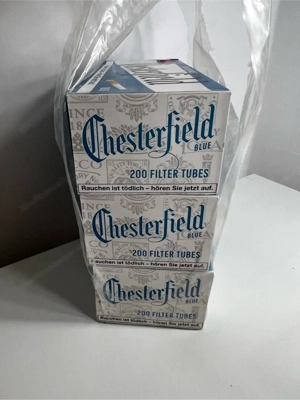 Chesterfield
BLUE
200 FILTER TUBES
Rauchen ist tödlich – hören Sie jetzt auf.
Chesterfield
BLUE
200 FILTER TUBES
Rauchen ist tödlich – hören Sie jetzt auf.
Chesterfield
BLUE
200 FILTER TUBES